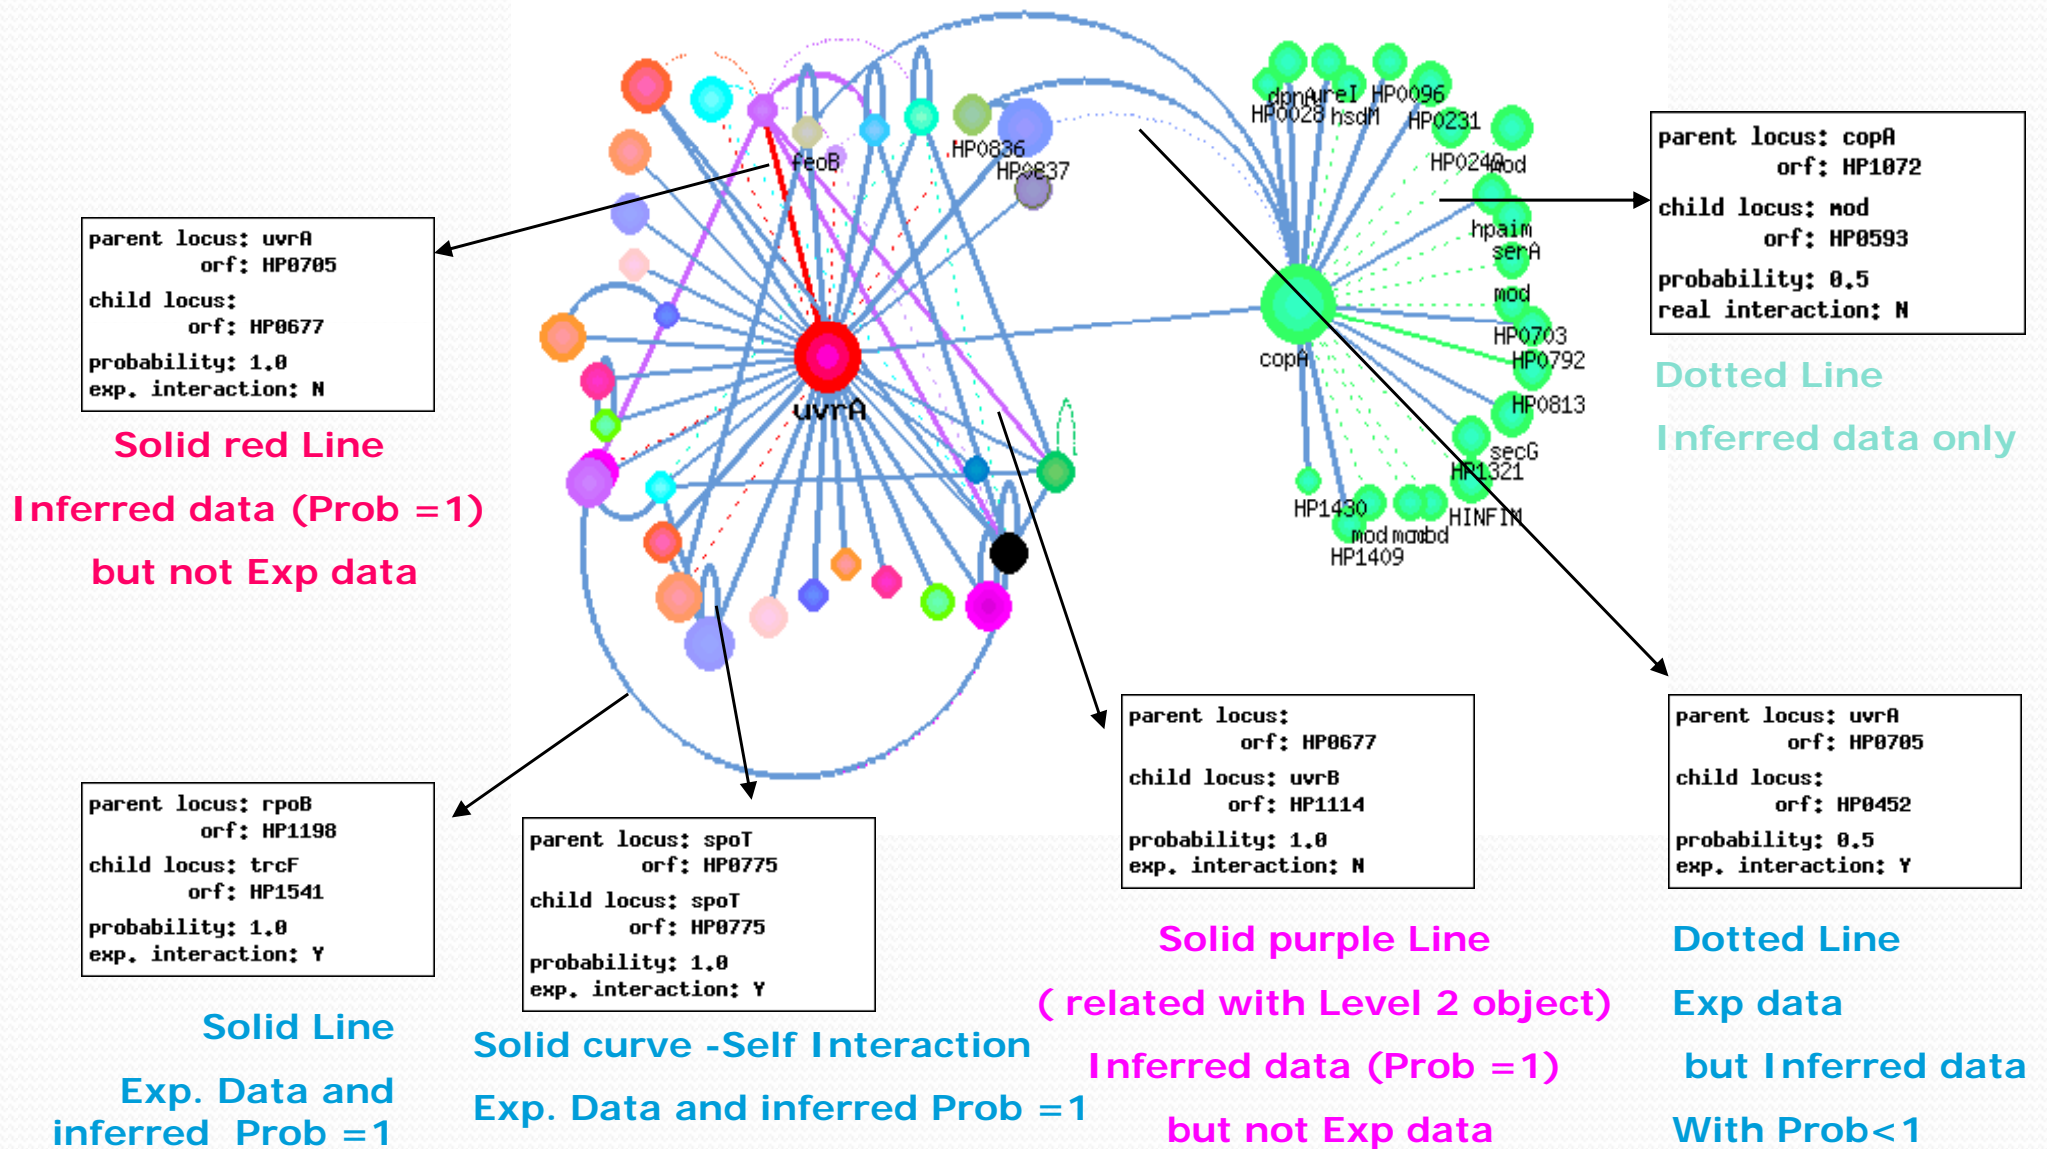 dpnA
ureI
HP0096
HP0028
hsdM
HP0231
HP0836
feoB
HP0240
mod
HP0837
hpaim
serA
mod
HP0703
HP0792
copA
HP0813
uvrA
secG
HP1321
HP1430
HINFIM
mod
HP1409
parent locus: uvrA
orf: HP0705
child locus:
orf: HP0677
probability: 1.0
exp. interaction: N
Solid red Line
Inferred data (Prob =1)
but not Exp data
parent locus: copA
orf: HP1072
child locus: mod
orf: HP0593
probability: 0.5
real interaction: N
Dotted Line
Inferred data only
parent locus: rpoB
orf: HP1198
child locus: trcF
orf: HP1541
probability: 1.0
exp. interaction: Y
Solid Line
Exp. Data and
inferred Prob =1
parent locus: spoT
orf: HP0775
child locus: spoT
orf: HP0775
probability: 1.0
exp. interaction: Y
Solid curve -Self Interaction
Exp. Data and inferred Prob =1
parent locus:
orf: HP0677
child locus: uvrB
orf: HP1114
probability: 1.0
exp. interaction: N
Solid purple Line
( related with Level 2 object)
Inferred data (Prob =1)
but not Exp data
parent locus: uvrA
orf: HP0705
child locus:
orf: HP0452
probability: 0.5
exp. interaction: Y
Dotted Line
Exp data
but Inferred data
With Prob<1